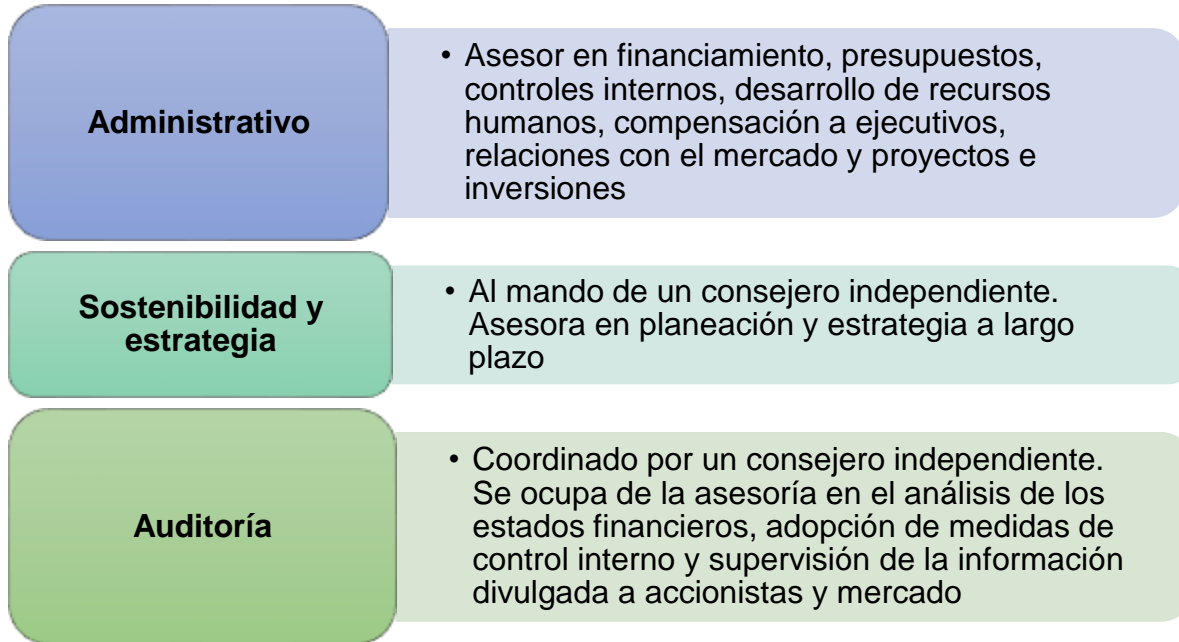 Administrativo
• Asesor en financiamiento, presupuestos,
controles internos, desarrollo de recursos
humanos, compensación a ejecutivos,
relaciones con el mercado y proyectos e
inversiones
Sostenibilidad y
estrategia
• Al mando de un consejero independiente.
Asesora en planeación y estrategia a largo
plazo
Auditoría
• Coordinado por un consejero independiente.
Se ocupa de la asesoría en el análisis de los
estados financieros, adopción de medidas de
control interno y supervisión de la información
divulgada a accionistas y mercado